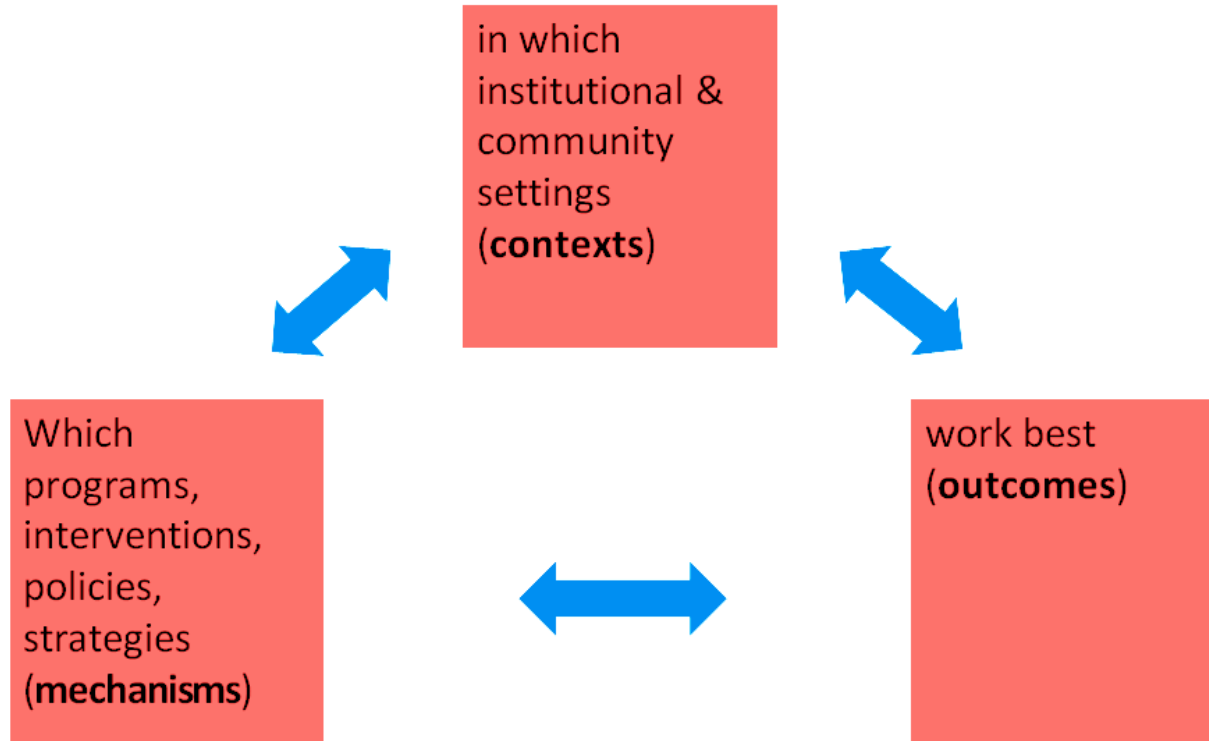 in which
institutional &
community
settings
(contexts)
Which
programs,
interventions,
policies,
strategies
(mechanisms)
work best
(outcomes)